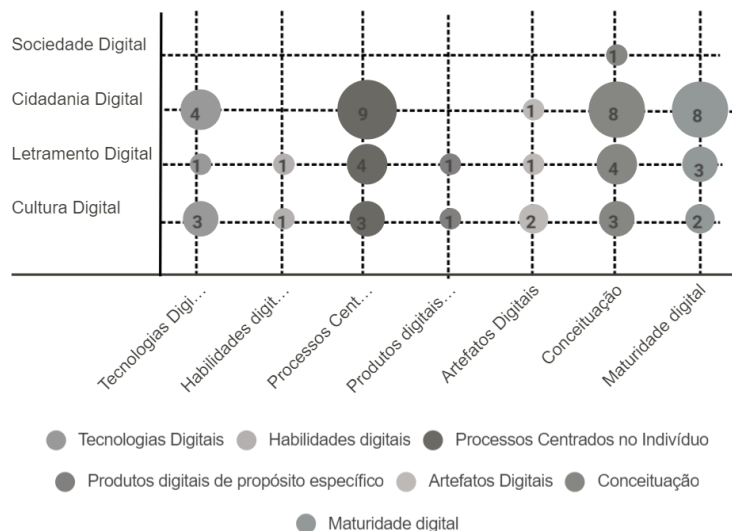 Sociedade Digital
1
Cidadania Digital
4 9 1 8 8
Letramento Digital
1 1 4 1 1 4 3
Cultura Digital
3 1 3 1 2 3 2
Tecnologias Digi...
Habilidades digit...
Processos Cent...
Produtos digitais...
Artefatos Digitais
Conceituação
Maturidade digital
Tecnologias Digitais Habilidades digitais Processos Centrados no Indivíduo
Produtos digitais de propósito específico Artefatos Digitais Conceituação
Maturidade digital